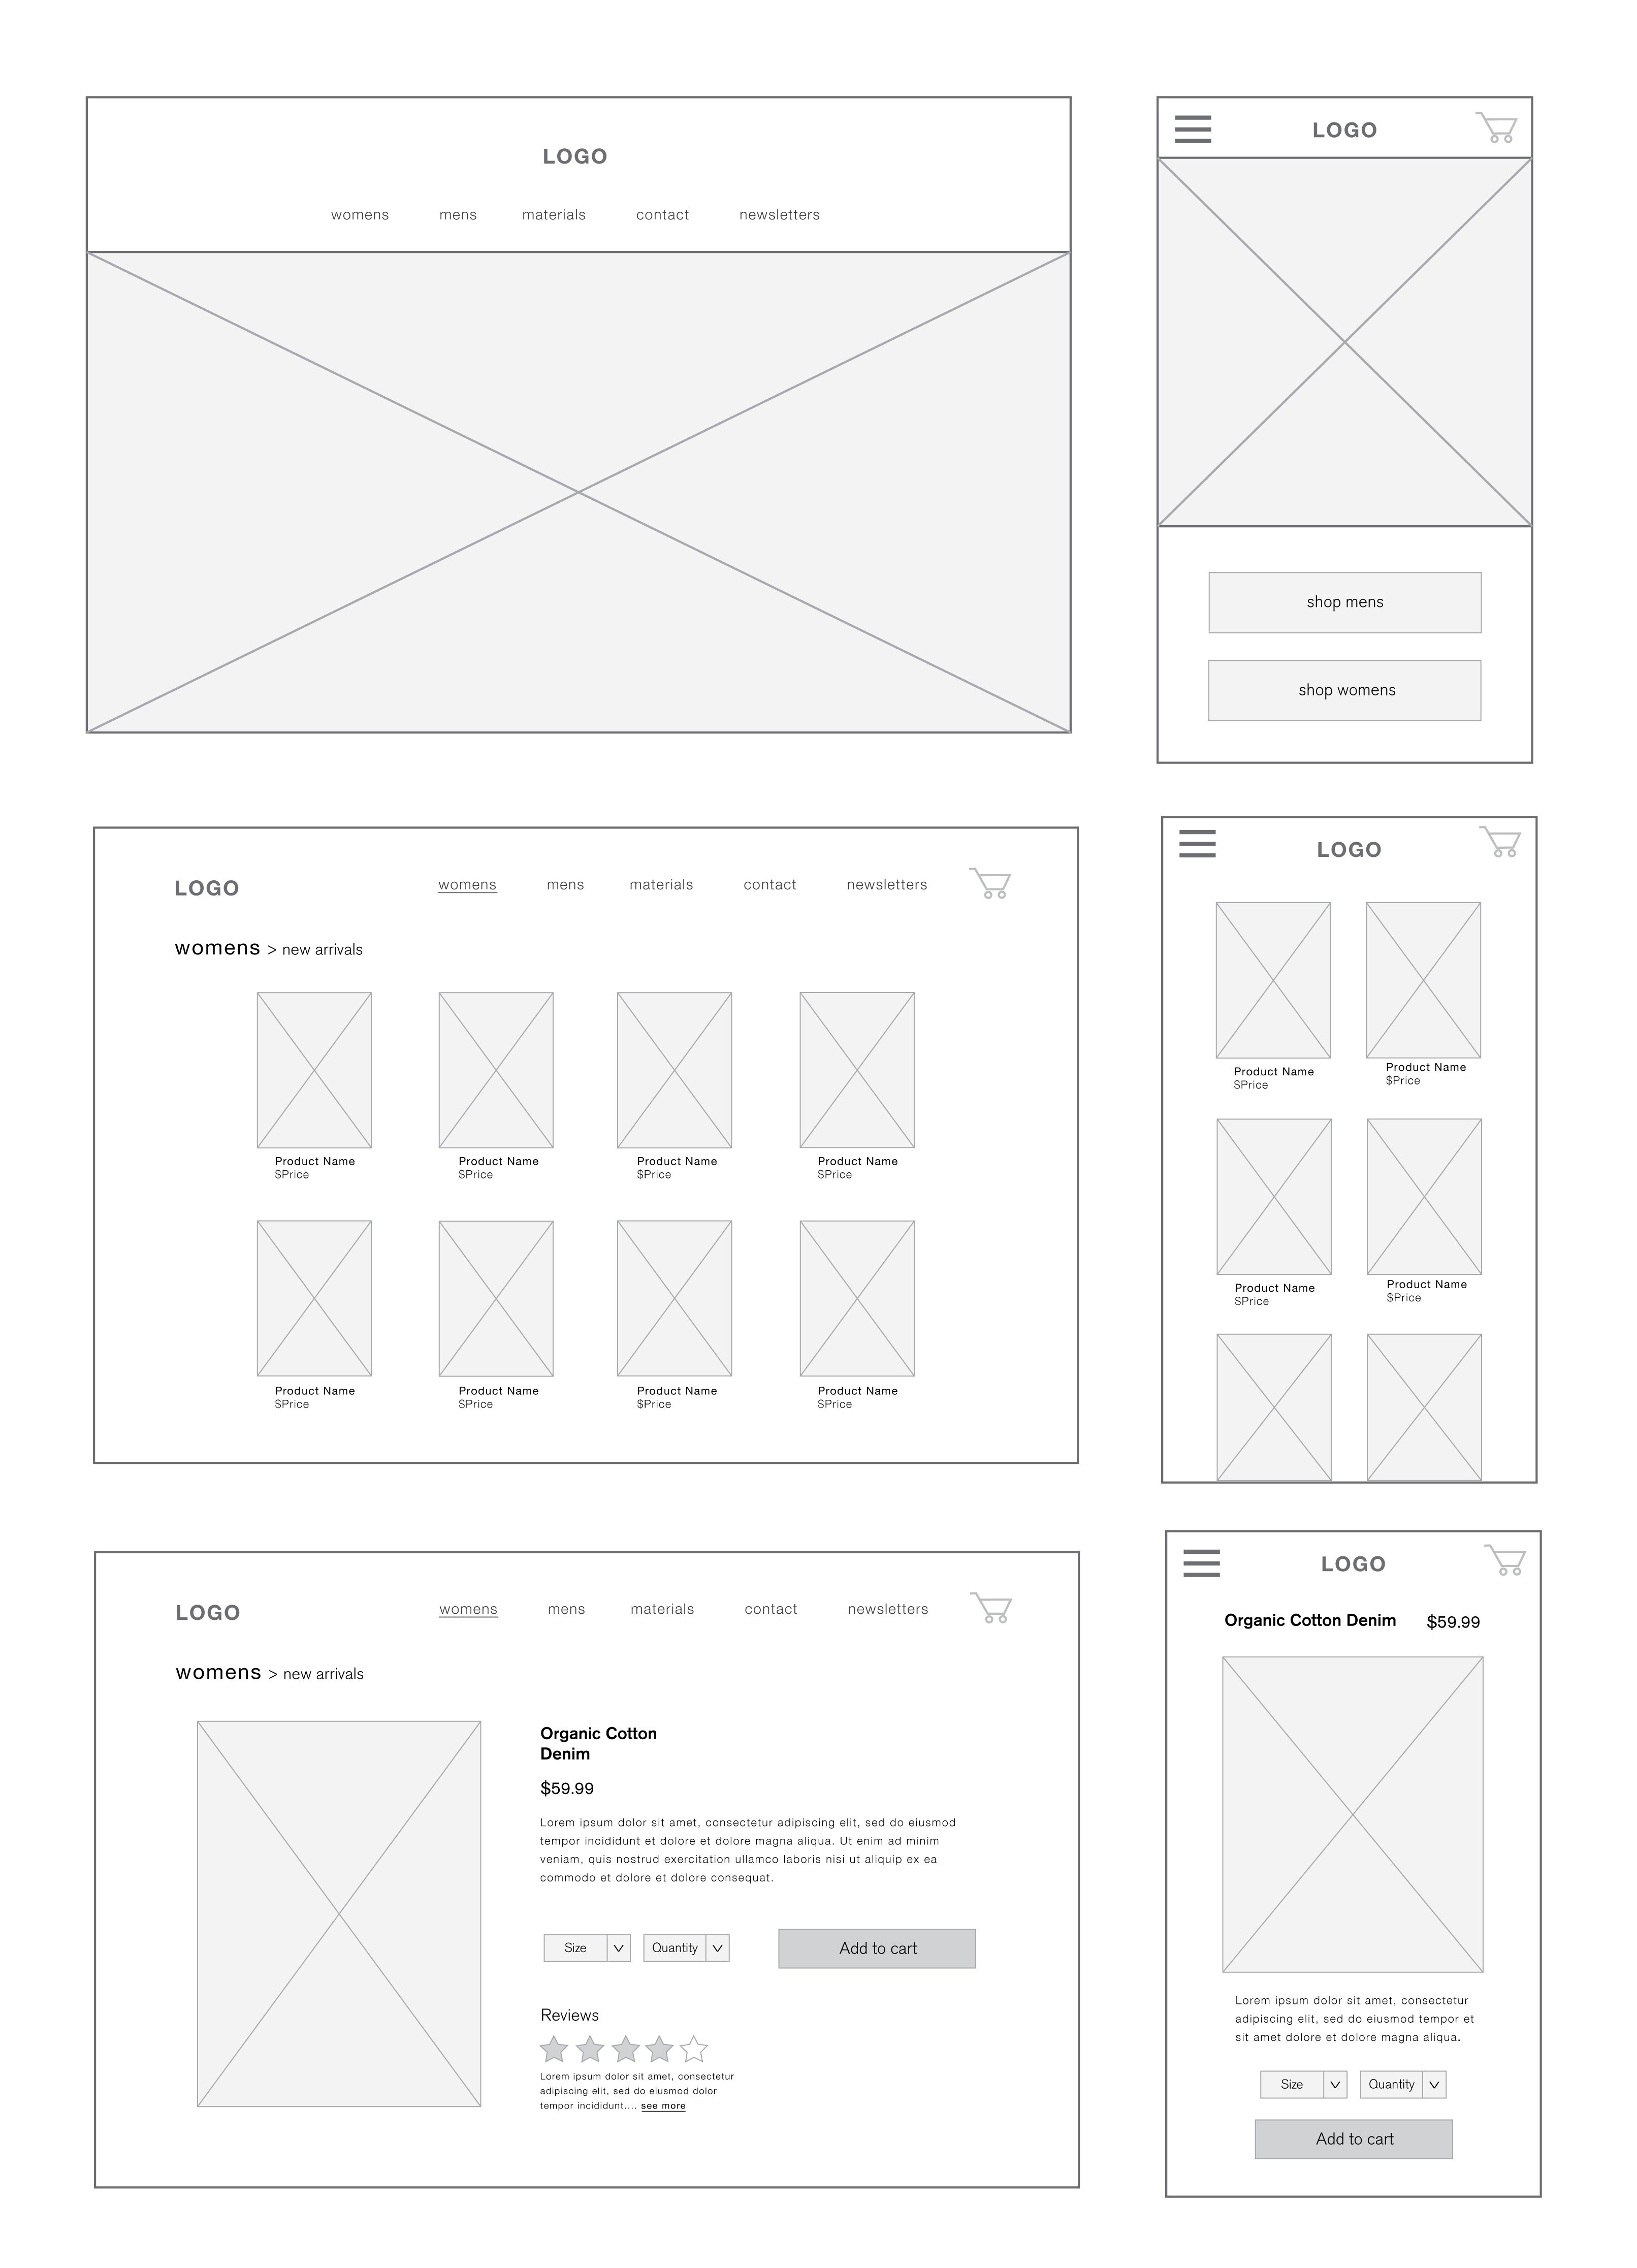 LOGO
womens mens materials contact newsletters
LOGO
shop mens
shop womens
LOGO womens mens materials contact newsletters
womens > new arrivals
Product Name Product Name Product Name Product Name
$Price $Price $Price $Price
Product Name Product Name Product Name Product Name
$Price $Price $Price $Price
LOGO
Product Name Product Name
$Price $Price
Product Name Product Name
$Price $Price
LOGO womens mens materials contact newsletters
womens > new arrivals
Organic Cotton
Denim
$59.99
Lorem ipsum dolor sit amet, consectetur adipiscing elit, sed do eiusmod
tempor incididunt et dolore et dolore magna aliqua. Ut enim ad minim
veniam, quis nostrud exercitation ullamco laboris nisi ut aliquip ex ea
commodo et dolore et dolore consequat.
Size Quantity Add to cart
Reviews
Lorem ipsum dolor sit amet, consectetur
adipiscing elit, sed do eiusmod dolor
tempor incididunt.... see more
LOGO
Organic Cotton Denim $59.99
Lorem ipsum dolor sit amet, consectetur
adipiscing elit, sed do eiusmod tempor et
sit amet dolore et dolore magna aliqua.
Size Quantity
Add to cart